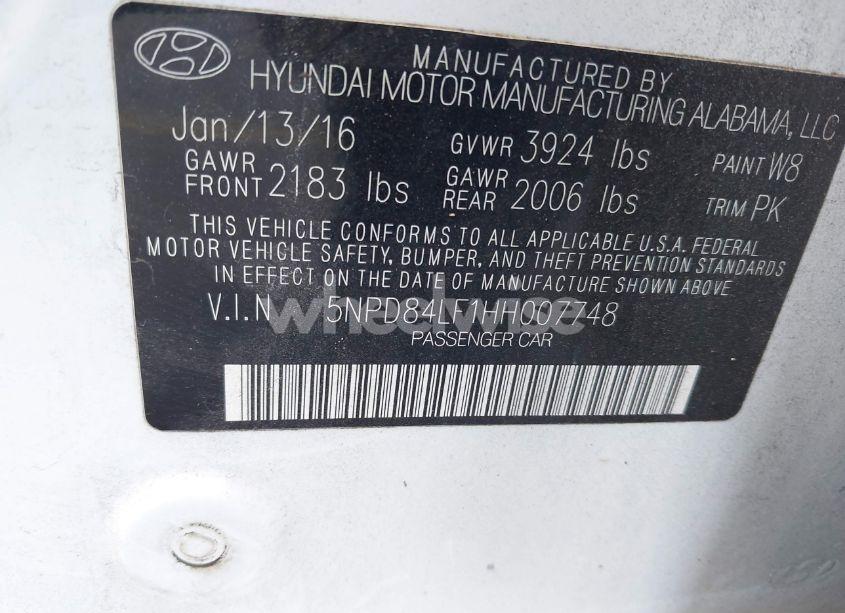 MANUFACTURED BY
HYUNDAI MOTOR MANUFACTURING ALABAMA, LLC
Jan/13/16 GVWR 3924 lbs PAINT W8
GAWR FRONT 2183 lbs GAWR REAR 2006 lbs TRIM PK
THIS VEHICLE CONFORMS TO ALL APPLICABLE U.S.A. FEDERAL
MOTOR VEHICLE SAFETY, BUMPER, AND THEFT PREVENTION STANDARDS
IN EFFECT ON THE DATE OF MANUFACTURE SHOWN ABOVE.
V.I.N 5NPD84LF1HH007748
wheelwise
PASSENGER CAR